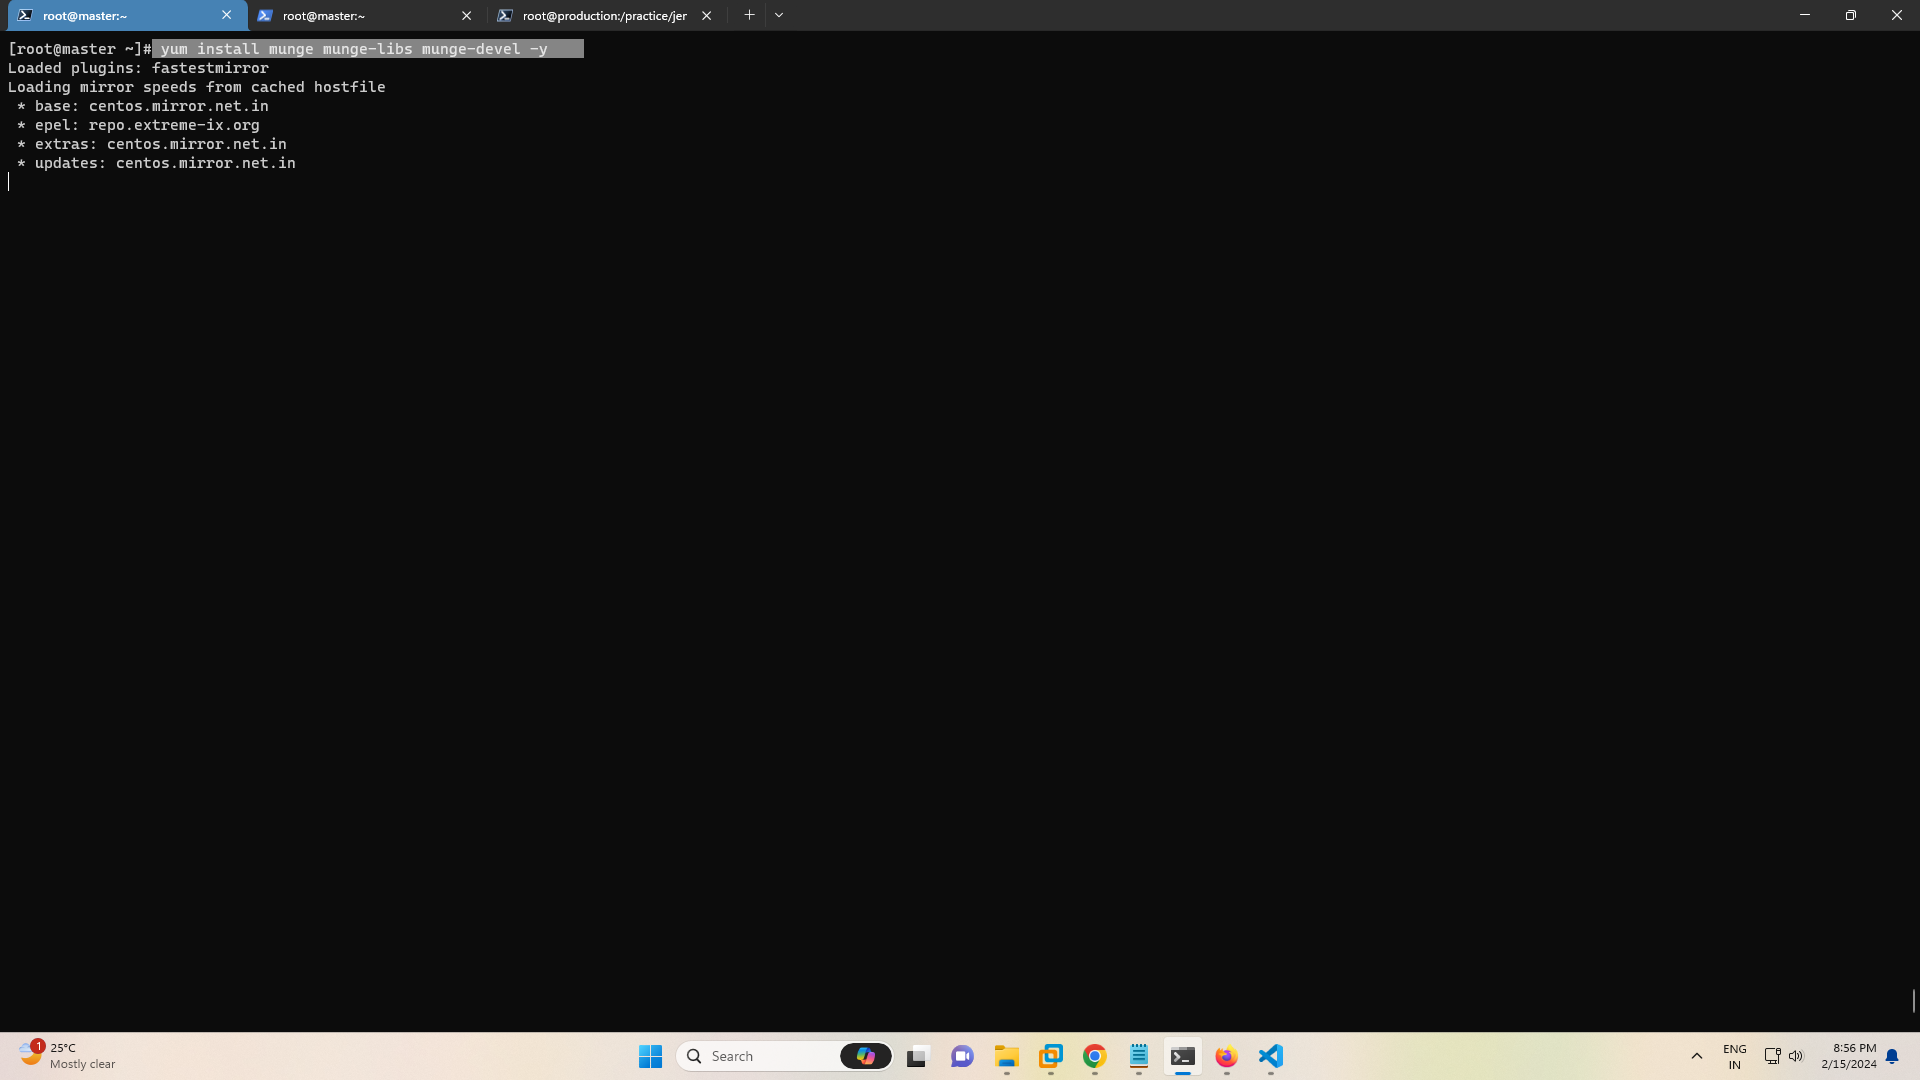 root@master:~
root@master:~
root@production:/practice/jer
[root@master ~]# yum install munge munge-libs munge-devel -y
Loaded plugins: fastestmirror
Loading mirror speeds from cached hostfile
 * base: centos.mirror.net.in
 * epel: repo.extreme-ix.org
 * extras: centos.mirror.net.in
 * updates: centos.mirror.net.in
1
25°C
Mostly clear
Search
ENG
IN
8:56 PM
2/15/2024